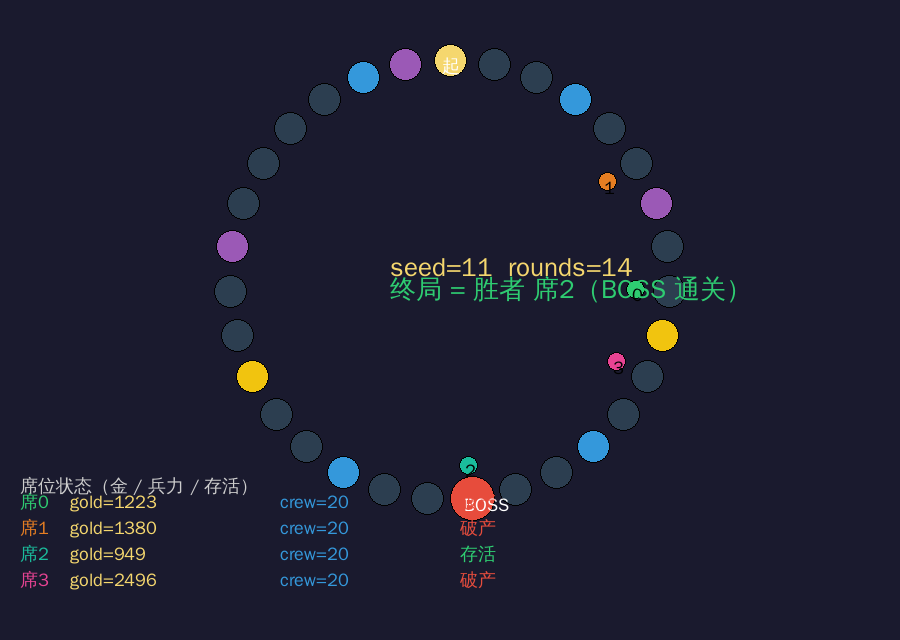 起
1
seed=11 rounds=14
终局 = 胜者 席2（BOSS 通关）
席位状态（金 / 兵力 / 存活）
席0 gold=1223 crew=20
BOSS
席1 gold=1380 crew=20 破产
席2 gold=949 crew=20 存活
席3 gold=2496 crew=20 破产